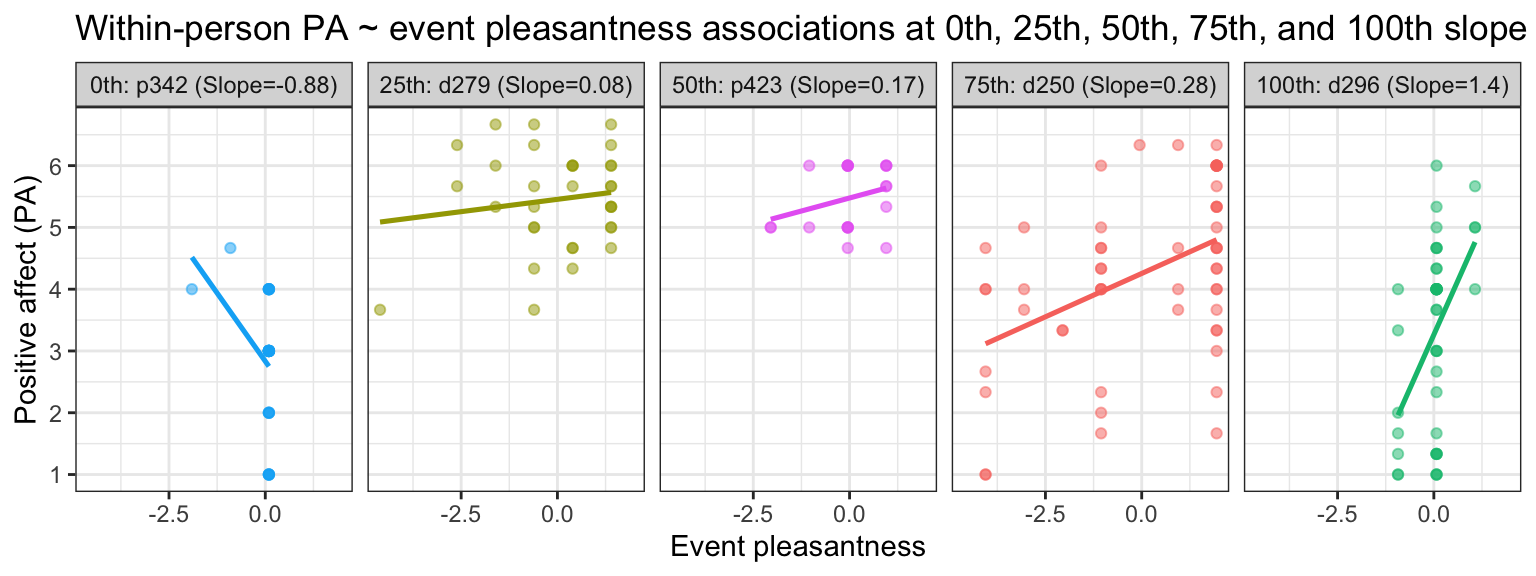 Within-person PA ~ event pleasantness associations at 0th, 25th, 50th, 75th, and 100th slope
0th: p342 (Slope=-0.88)
25th: d279 (Slope=0.08)
50th: p423 (Slope=0.17)
75th: d250 (Slope=0.28)
100th: d296 (Slope=1.4)
Positive affect (PA)
6
5
4
3
2
1
-2.5 0.0
-2.5 0.0
-2.5 0.0
-2.5 0.0
-2.5 0.0
Event pleasantness